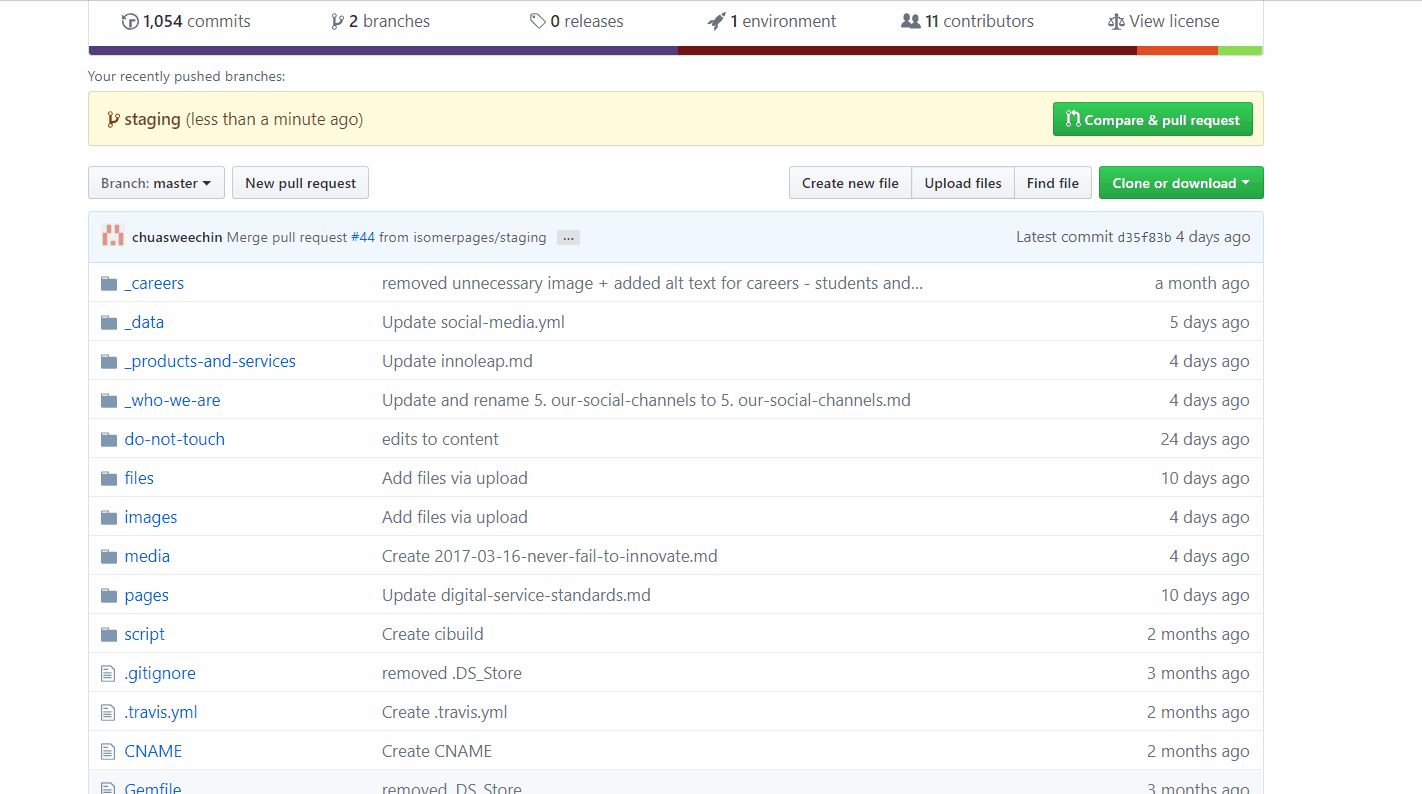 1,054 commits 2 branches 0 releases 1 environment 11 contributors View license
Your recently pushed branches:
staging (less than a minute ago) Compare & pull request
Branch: master New pull request Create new file Upload files Find file Clone or download
chuasweechin Merge pull request #44 from isomerpages/staging ... Latest commit d35f83b 4 days ago
_careers removed unnecessary image + added alt text for careers - students and... a month ago
_data Update social-media.yml 5 days ago
_products-and-services Update innoleap.md 4 days ago
_who-we-are Update and rename 5. our-social-channels to 5. our-social-channels.md 4 days ago
do-not-touch edits to content 24 days ago
files Add files via upload 10 days ago
images Add files via upload 4 days ago
media Create 2017-03-16-never-fail-to-innovate.md 4 days ago
pages Update digital-service-standards.md 10 days ago
script Create cibuild 2 months ago
.gitignore removed .DS_Store 3 months ago
.travis.yml Create .travis.yml 2 months ago
CNAME Create CNAME 2 months ago
Gemfile removed .DS_Store 3 months ago